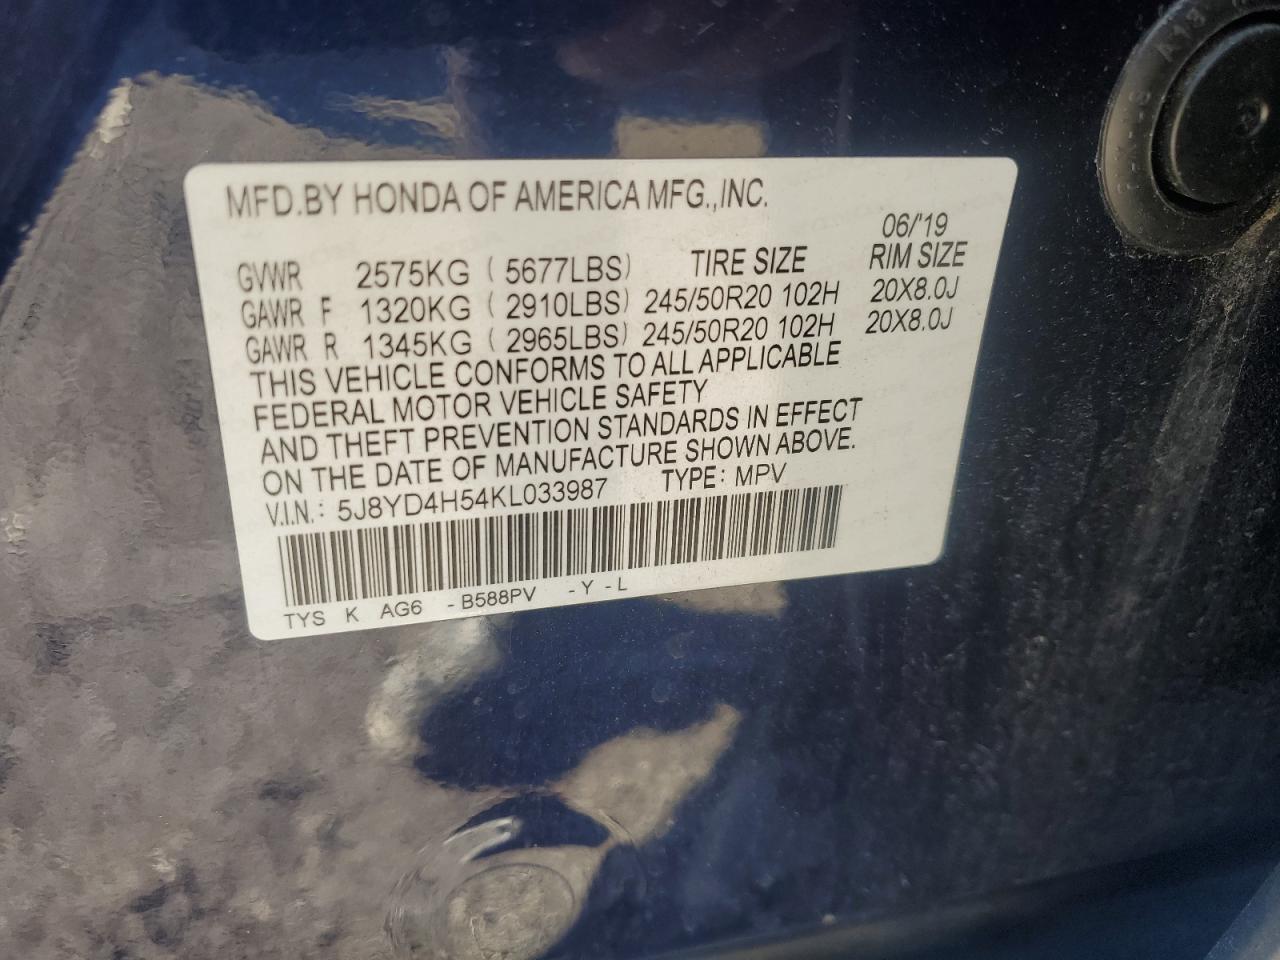 MFD.BY HONDA OF AMERICA MFG.,INC.
06/'19
GVWR 2575KG ( 5677LBS) TIRE SIZE RIM SIZE
GAWR F 1320KG ( 2910LBS) 245/50R20 102H 20X8.0J
GAWR R 1345KG ( 2965LBS) 245/50R20 102H 20X8.0J
THIS VEHICLE CONFORMS TO ALL APPLICABLE
FEDERAL MOTOR VEHICLE SAFETY
AND THEFT PREVENTION STANDARDS IN EFFECT
ON THE DATE OF MANUFACTURE SHOWN ABOVE.
V.I.N.: 5J8YD4H54KL033987 TYPE: MPV
TYS K AG6 -B588PV -Y -L